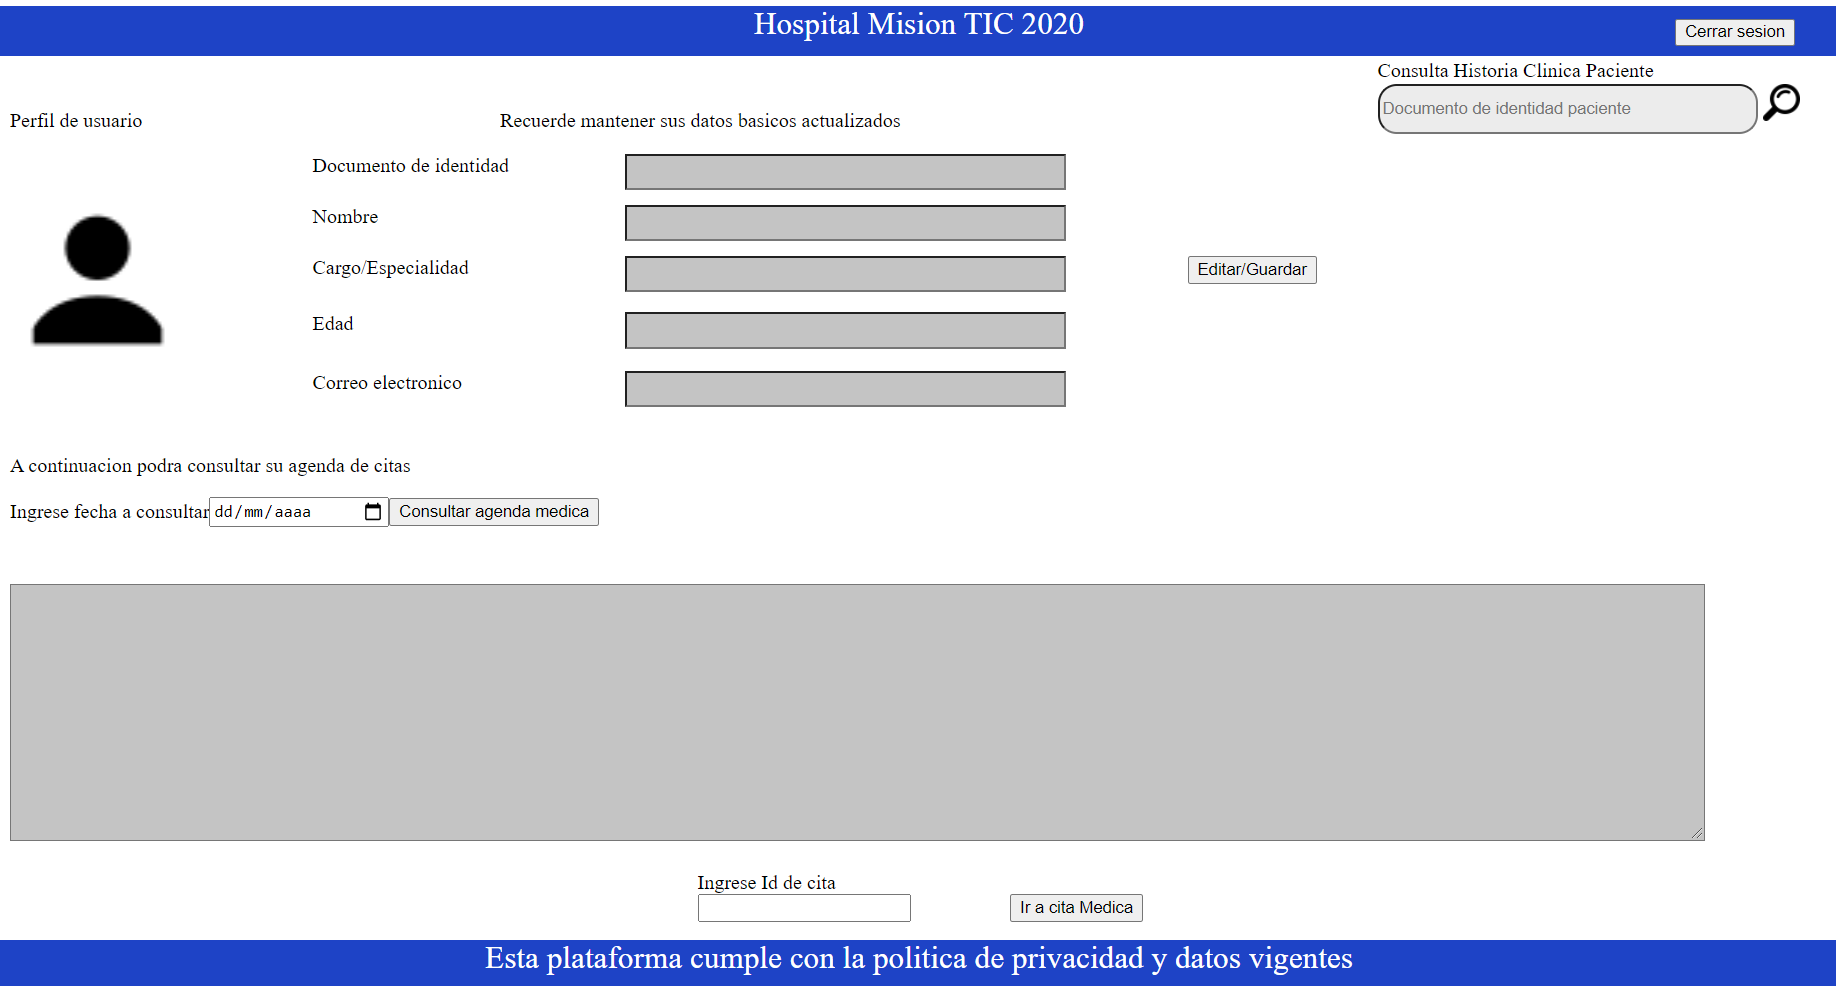 Hospital Mision TIC 2020
Cerrar sesion
Consulta Historia Clinica Paciente
Documento de identidad paciente
Perfil de usuario
Recuerde mantener sus datos basicos actualizados
Documento de identidad
Nombre
Cargo/Especialidad
Editar/Guardar
Edad
Correo electronico
A continuacion podra consultar su agenda de citas
Ingrese fecha a consultar dd/mm/aaaa Consultar agenda medica
Ingrese Id de cita
Ir a cita Medica
Esta plataforma cumple con la politica de privacidad y datos vigentes